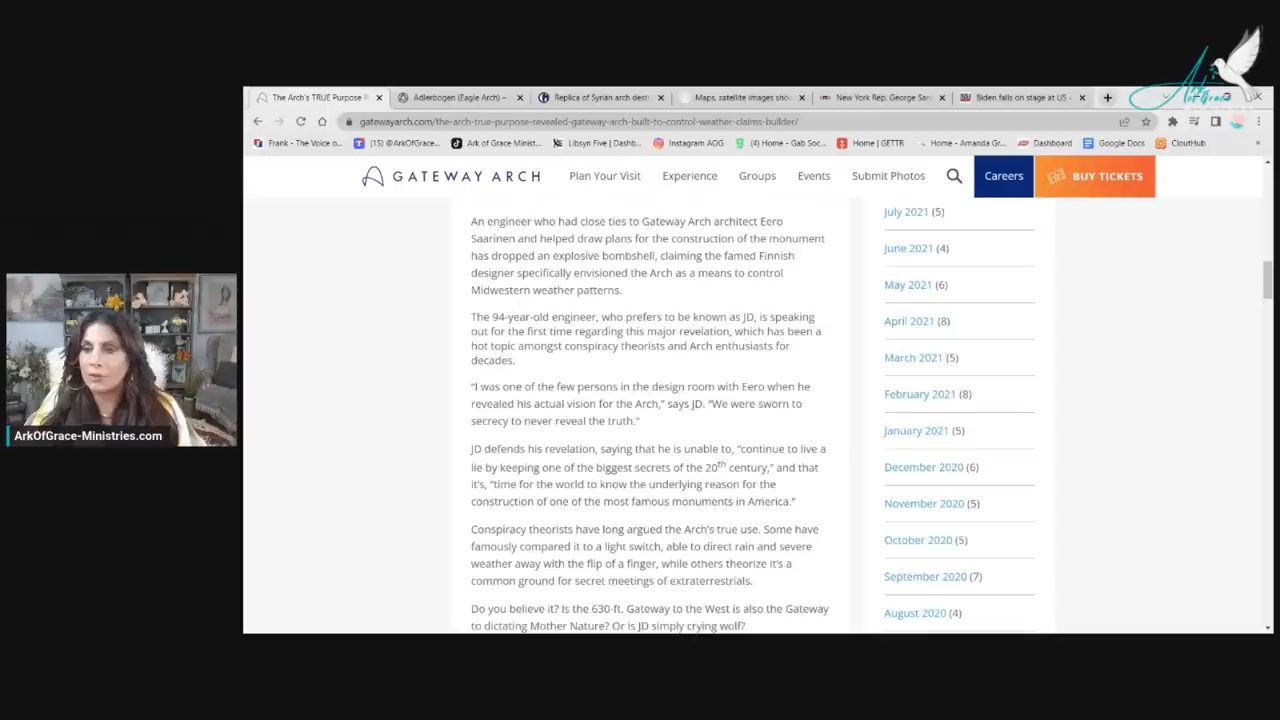 The Arch's TRUE Purpose
Adlerbogen (Eagle Arch) –
Replica of Syrian arch dest
Maps, satellite images sho
New York Rep. George San
Biden falls on stage at US
gatewayarch.com/the-arch-true-purpose-revealed-gateway-arch-built-to-control-weather-claims-builder/
Frank - The Voice o...
(15) @ArkOfGrace...
Ark of Grace Minist...
Libsyn Five | Dashb...
Instagram AOG
(4) Home - Gab Soc...
Home | GETTR
Home - Amanda Gr...
Dashboard
Google Docs
CloutHub
GATEWAY ARCH
Plan Your Visit
Experience
Groups
Events
Submit Photos
Careers
BUY TICKETS
An engineer who had close ties to Gateway Arch architect Eero
Saarinen and helped draw plans for the construction of the monument
has dropped an explosive bombshell, claiming the famed Finnish
designer specifically envisioned the Arch as a means to control
Midwestern weather patterns.
The 94-year-old engineer, who prefers to be known as JD, is speaking
out for the first time regarding this major revelation, which has been a
hot topic amongst conspiracy theorists and Arch enthusiasts for
decades.
“I was one of the few persons in the design room with Eero when he
revealed his actual vision for the Arch,” says JD. “We were sworn to
secrecy to never reveal the truth.”
JD defends his revelation, saying that he is unable to, “continue to live a
lie by keeping one of the biggest secrets of the 20th century,” and that
it’s, “time for the world to know the underlying reason for the
construction of one of the most famous monuments in America.”
Conspiracy theorists have long argued the Arch’s true use. Some have
famously compared it to a light switch, able to direct rain and severe
weather away with the flip of a finger, while others theorize it’s a
common ground for secret meetings of extraterrestrials.
Do you believe it? Is the 630-ft. Gateway to the West is also the Gateway
to dictating Mother Nature? Or is JD simply crying wolf?
July 2021 (5)
June 2021 (4)
May 2021 (6)
April 2021 (8)
March 2021 (5)
February 2021 (8)
January 2021 (5)
December 2020 (6)
November 2020 (5)
October 2020 (5)
September 2020 (7)
August 2020 (4)
ArkOfGrace-Ministries.com